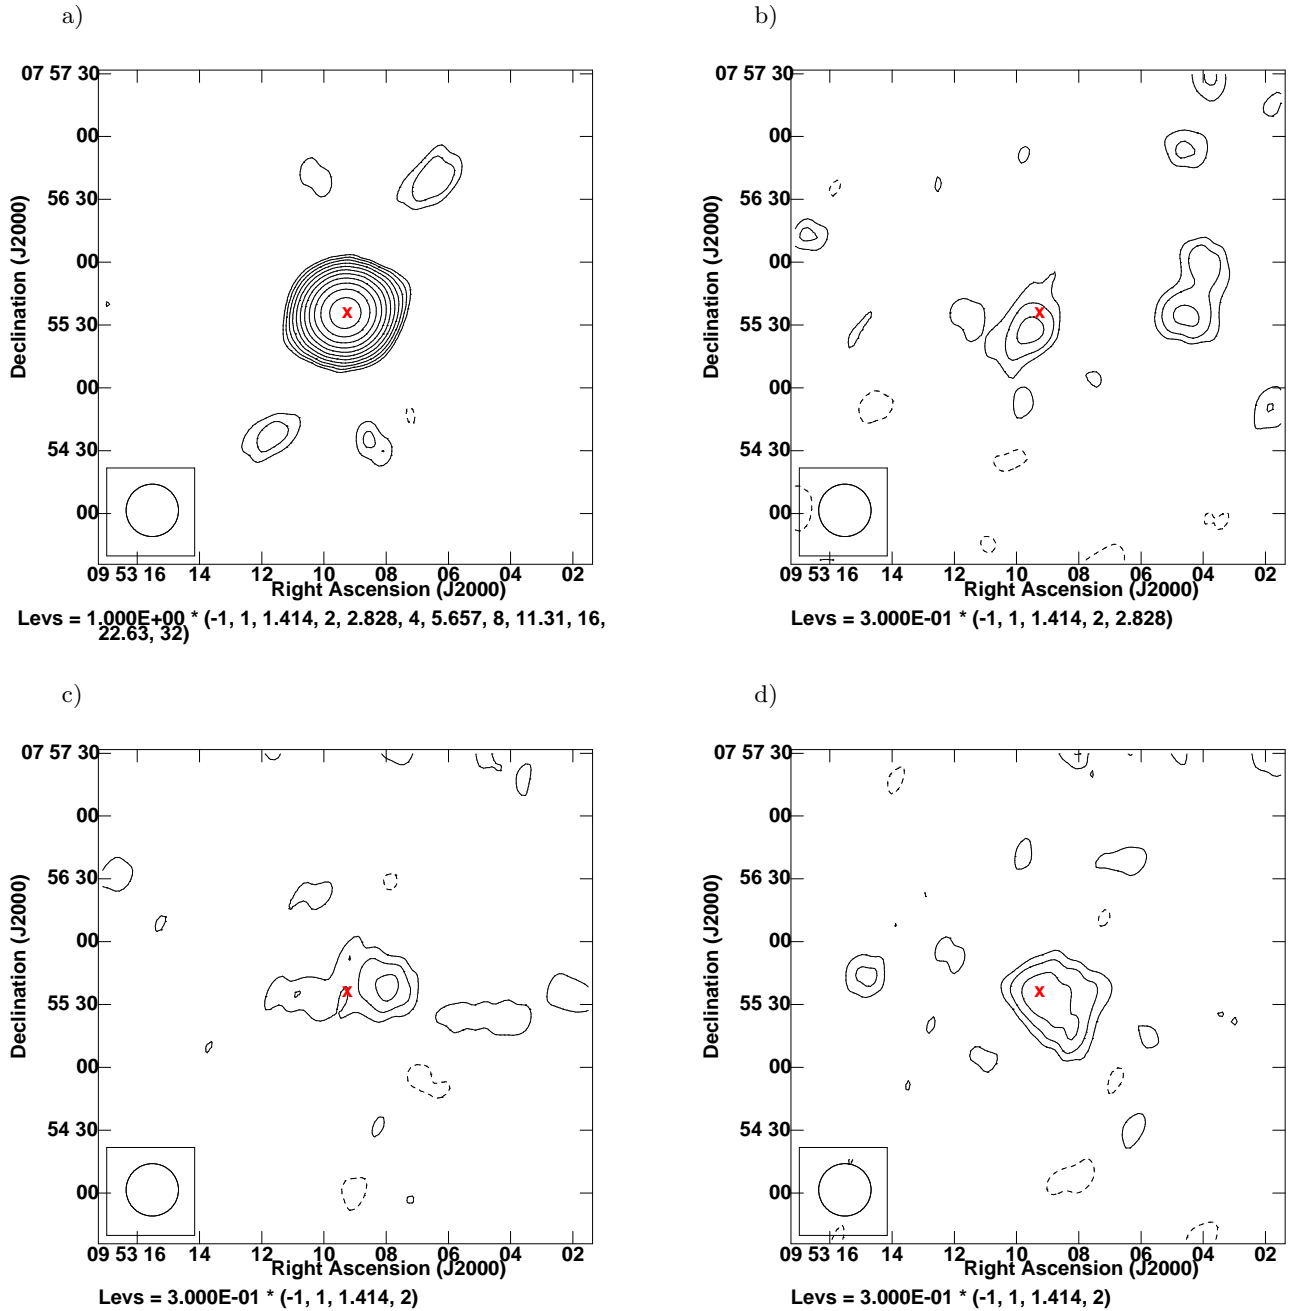 a)
b)
07 57 30
00
56 30
00
55 30
00
54 30
00
Declination (J2000)
x
09 53 16 14 12 10 08 06 04 02
Right Ascension (J2000)
Levs = 1.000E+00 * (-1, 1, 1.414, 2, 2.828, 4, 5.657, 8, 11.31, 16,
22.63, 32)
07 57 30
00
56 30
00
55 30
00
54 30
00
Declination (J2000)
x
09 53 16 14 12 10 08 06 04 02
Right Ascension (J2000)
Levs = 3.000E-01 * (-1, 1, 1.414, 2, 2.828)
c)
d)
07 57 30
00
56 30
00
55 30
00
54 30
00
Declination (J2000)
x
09 53 16 14 12 10 08 06 04 02
Right Ascension (J2000)
Levs = 3.000E-01 * (-1, 1, 1.414, 2)
07 57 30
00
56 30
00
55 30
00
54 30
00
Declination (J2000)
x
09 53 16 14 12 10 08 06 04 02
Right Ascension (J2000)
Levs = 3.000E-01 * (-1, 1, 1.414, 2)